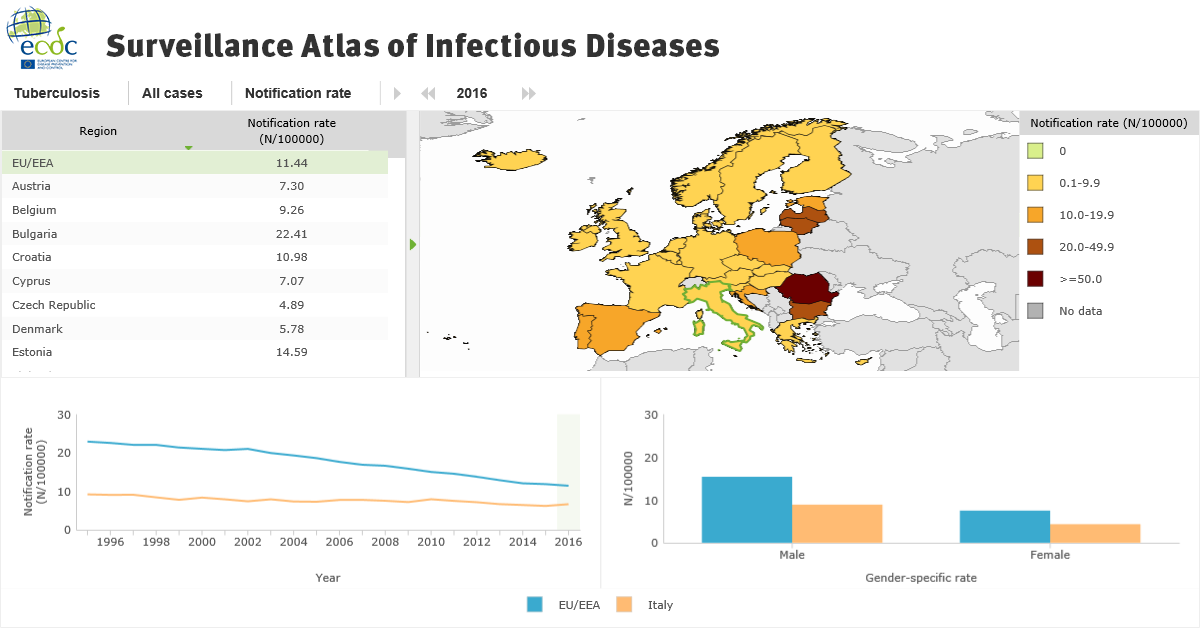 ecdc
EUROPEAN CENTRE FOR
DISEASE PREVENTION
AND CONTROL
Surveillance Atlas of Infectious Diseases
Tuberculosis
All cases
Notification rate
2016
Region
Notification rate
(N/100000)
EU/EEA 11.44
Austria 7.30
Belgium 9.26
Bulgaria 22.41
Croatia 10.98
Cyprus 7.07
Czech Republic 4.89
Denmark 5.78
Estonia 14.59
Notification rate (N/100000)
0
0.1-9.9
10.0-19.9
20.0-49.9
>=50.0
No data
Notification rate
(N/100000)
30
20
10
0
1996 1998 2000 2002 2004 2006 2008 2010 2012 2014 2016
Year
N/100000
30
20
10
0
Male Female
Gender-specific rate
EU/EEA Italy